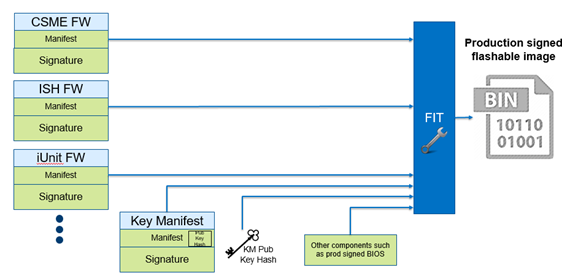 CSME FW
Manifest
Signature
ISH FW
Manifest
Signature
iUnit FW
Manifest
Signature
Key Manifest
Manifest
Pub
Key
Hash
Signature
KM Pub
Key Hash
Other components such
as prod signed BIOS
FIT
Production signed
flashable image
BIN
10110
01001